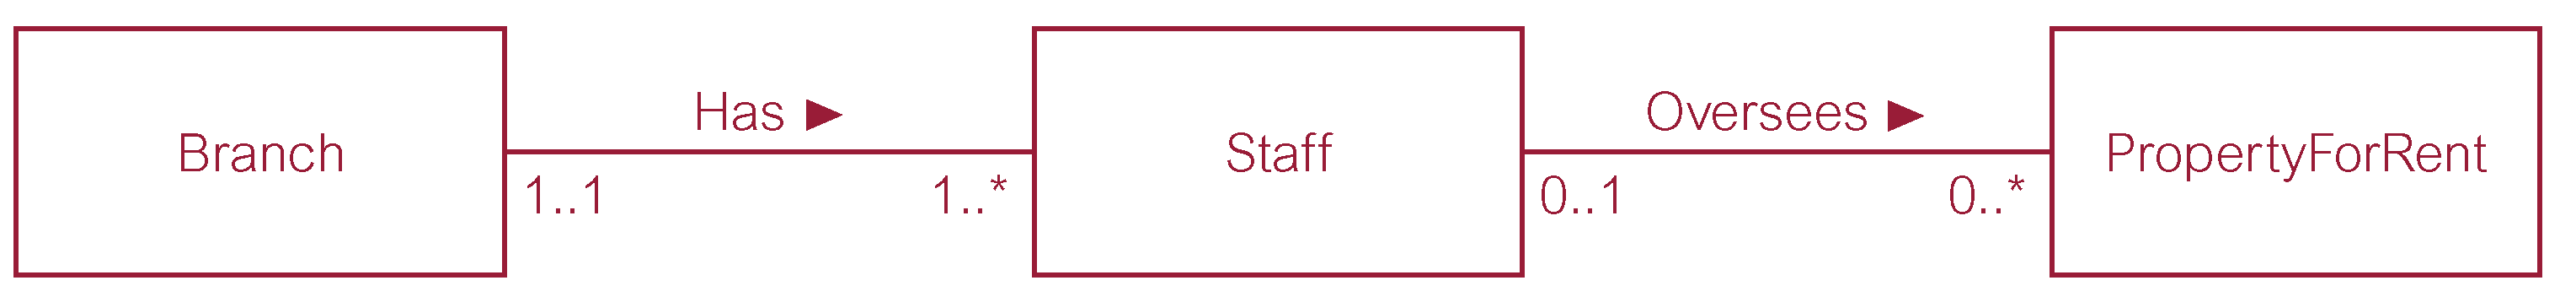 Has ►
Oversees ►
Branch
Staff
PropertyForRent
1..1
1..*
0..1
0..*